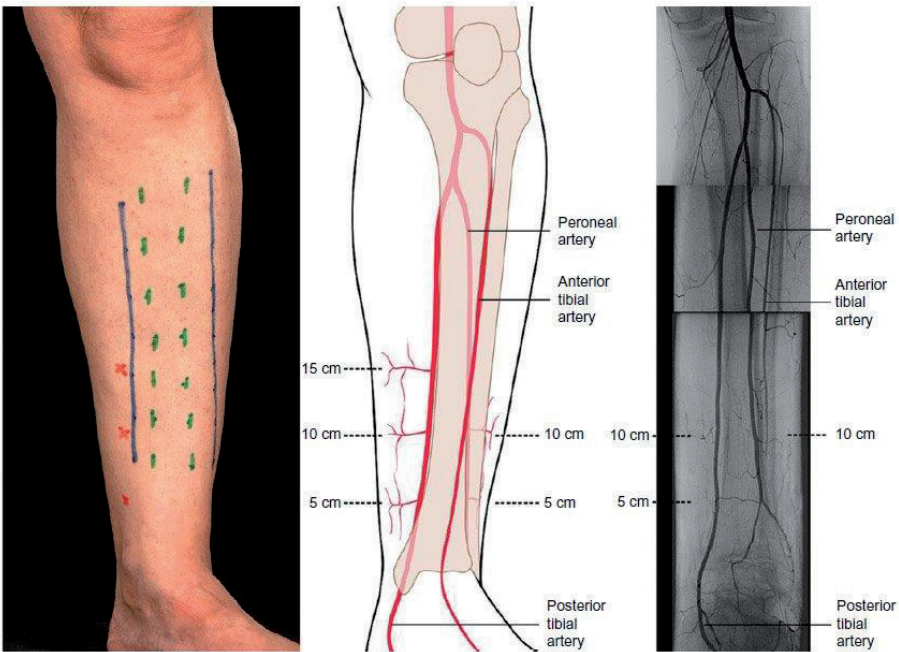 Peroneal
artery
Anterior
tibial
artery
15 cm
10 cm
10 cm
5 cm
5 cm
Posterior
tibial
artery
Peroneal
artery
Anterior
tibial
artery
10 cm
10 cm
5 cm
Posterior
tibial
artery